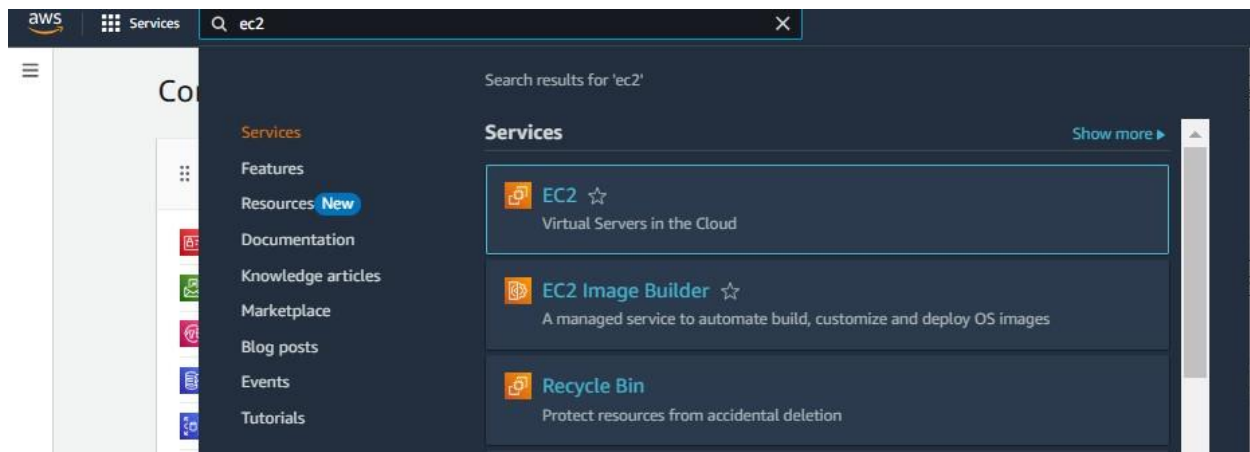 aws Services ec2
Co
Search results for 'ec2'
Services
Features
Resources New
Documentation
Knowledge articles
Marketplace
Blog posts
Events
Tutorials
Services Show more
EC2
Virtual Servers in the Cloud
EC2 Image Builder
A managed service to automate build, customize and deploy OS images
Recycle Bin
Protect resources from accidental deletion